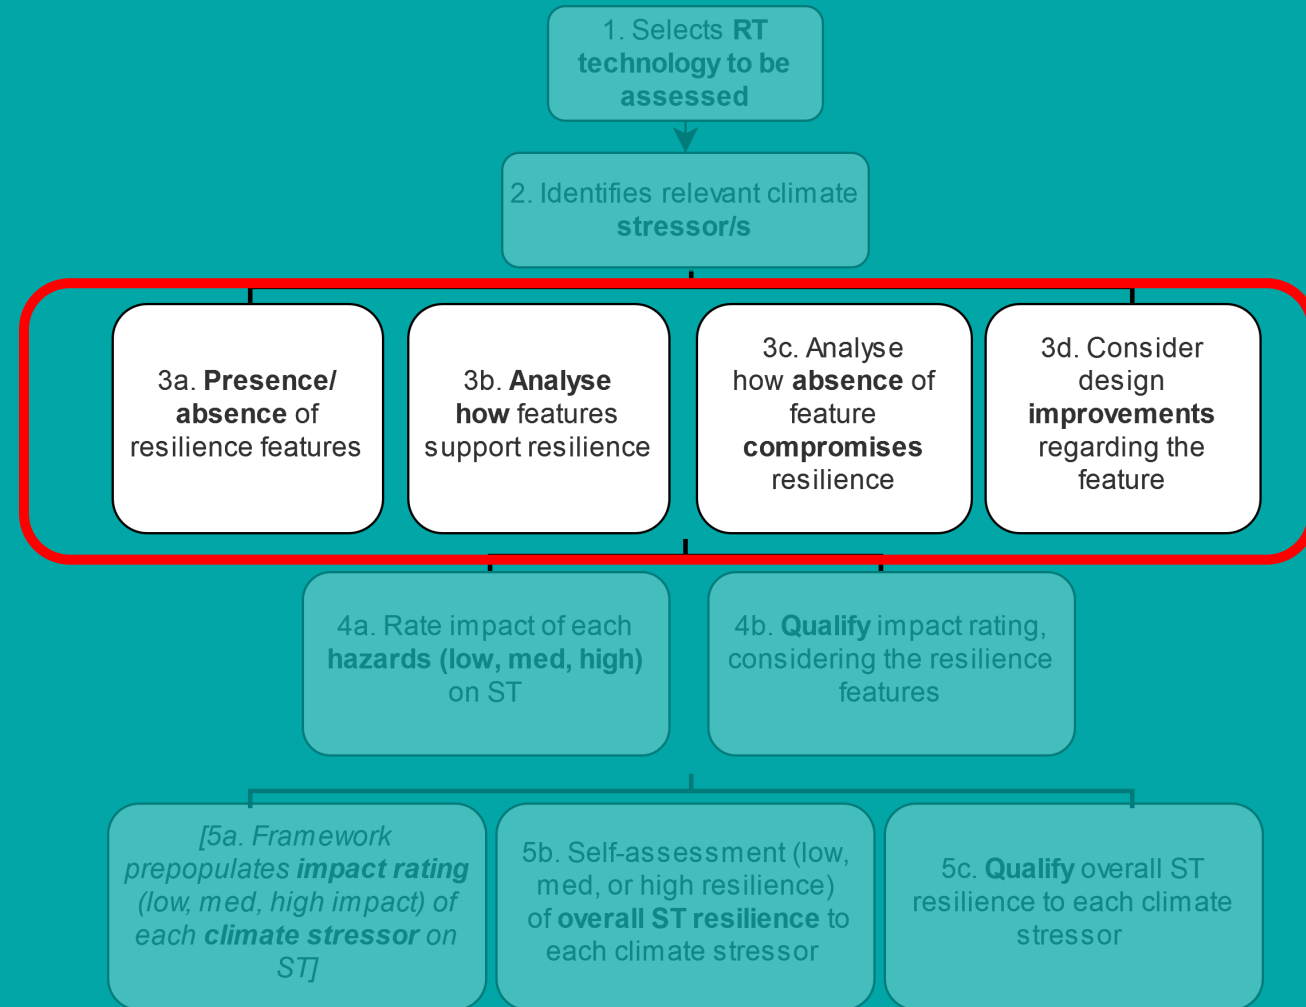 1. Selects RT
technology to be
assessed
2. Identifies relevant climate
stressor/s
3a. Presence/
absence of
resilience features
3b. Analyse
how features
support resilience
3c. Analyse
how absence of
feature
compromises
resilience
3d. Consider
design
improvements
regarding the
feature
4a. Rate impact of each
hazards (low, med, high)
on ST
4b. Qualify impact rating,
considering the resilience
features
[5a. Framework
prepopulates impact rating
(low, med, high impact) of
each climate stressor on
ST]
5b. Self-assessment (low,
med, or high resilience)
of overall ST resilience to
each climate stressor
5c. Qualify overall ST
resilience to each climate
stressor